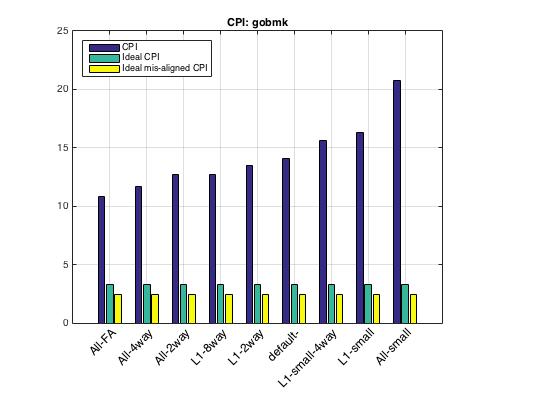 CPI: gobmk
CPI
Ideal CPI
Ideal mis-aligned CPI
25
20
15
10
5
0
All-FA
All-4way
All-2way
L1-8way
L1-2way
default-
L1-small-4way
L1-small
All-small